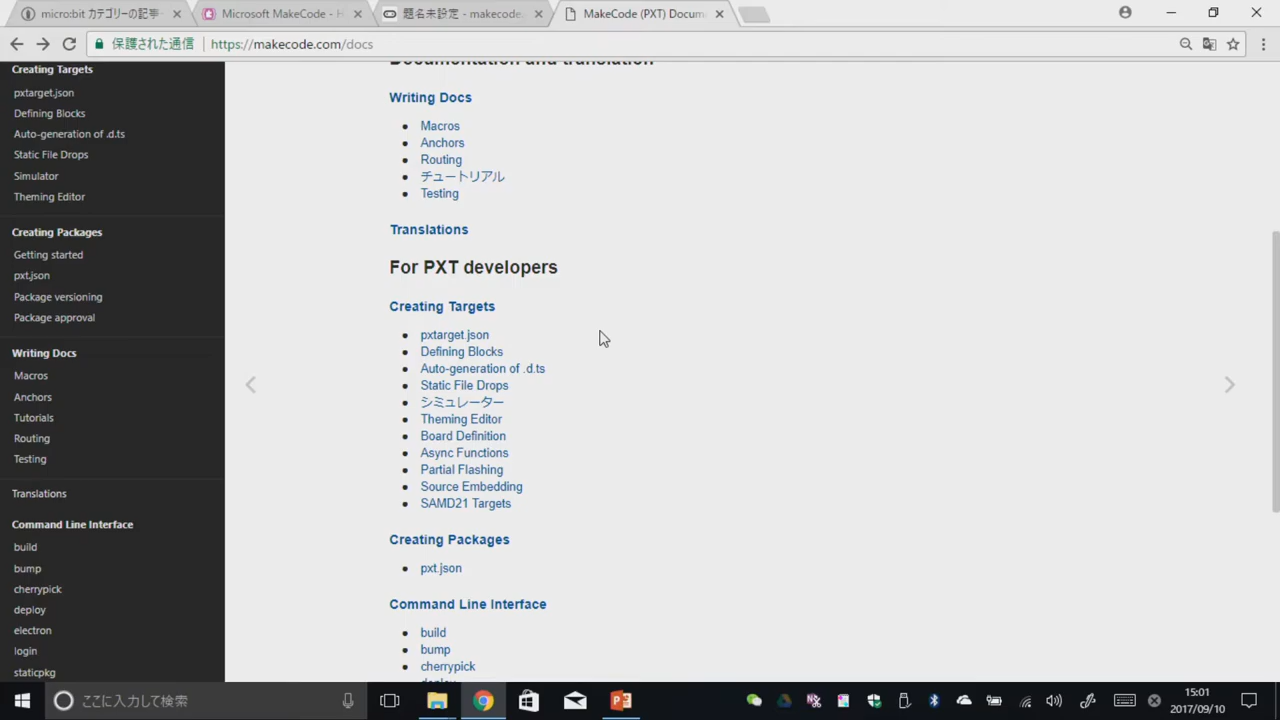 micro:bit カテゴリーの記事一
Microsoft MakeCode - H
題名未設定 - makecode.
MakeCode (PXT) Docum
保護された通信
https://makecode.com/docs
Creating Targets
pxtarget.json
Defining Blocks
Auto-generation of .d.ts
Static File Drops
Simulator
Theming Editor
Creating Packages
Getting started
pxt.json
Package versioning
Package approval
Writing Docs
Macros
Anchors
Tutorials
Routing
Testing
Translations
Command Line Interface
build
bump
cherrypick
deploy
electron
login
staticpkg
Documentation and translation
Writing Docs
Macros
Anchors
Routing
チュートリアル
Testing
Translations
For PXT developers
Creating Targets
pxtarget.json
Defining Blocks
Auto-generation of .d.ts
Static File Drops
シミュレーター
Theming Editor
Board Definition
Async Functions
Partial Flashing
Source Embedding
SAMD21 Targets
Creating Packages
pxt.json
Command Line Interface
build
bump
cherrypick
deploy
ここに入力して検索
15:01
2017/09/10